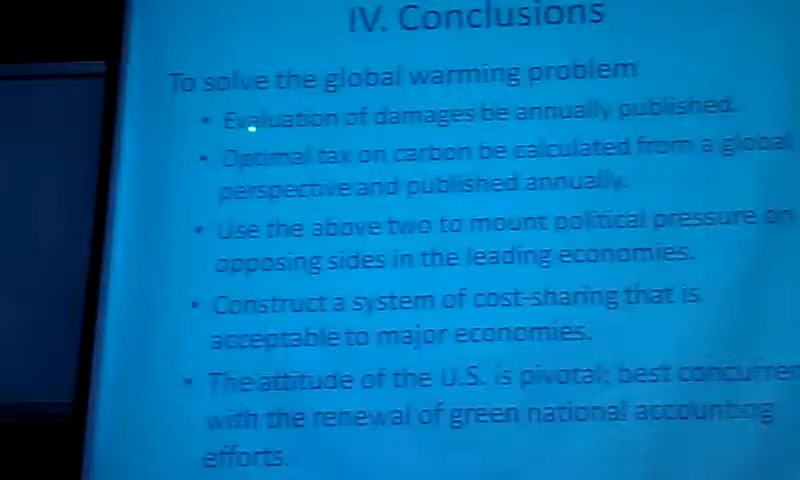 IV. Conclusions
To solve the global warming problem
• Evaluation of damages be annually published.
• Optimal tax on carbon be calculated from a global
perspective and published annually.
• Use the above two to mount political pressure on
opposing sides in the leading economies.
• Construct a system of cost-sharing that is
acceptable to major economies.
• The attitude of the U.S. is pivotal; best concurren
with the renewal of green national accounting
efforts.